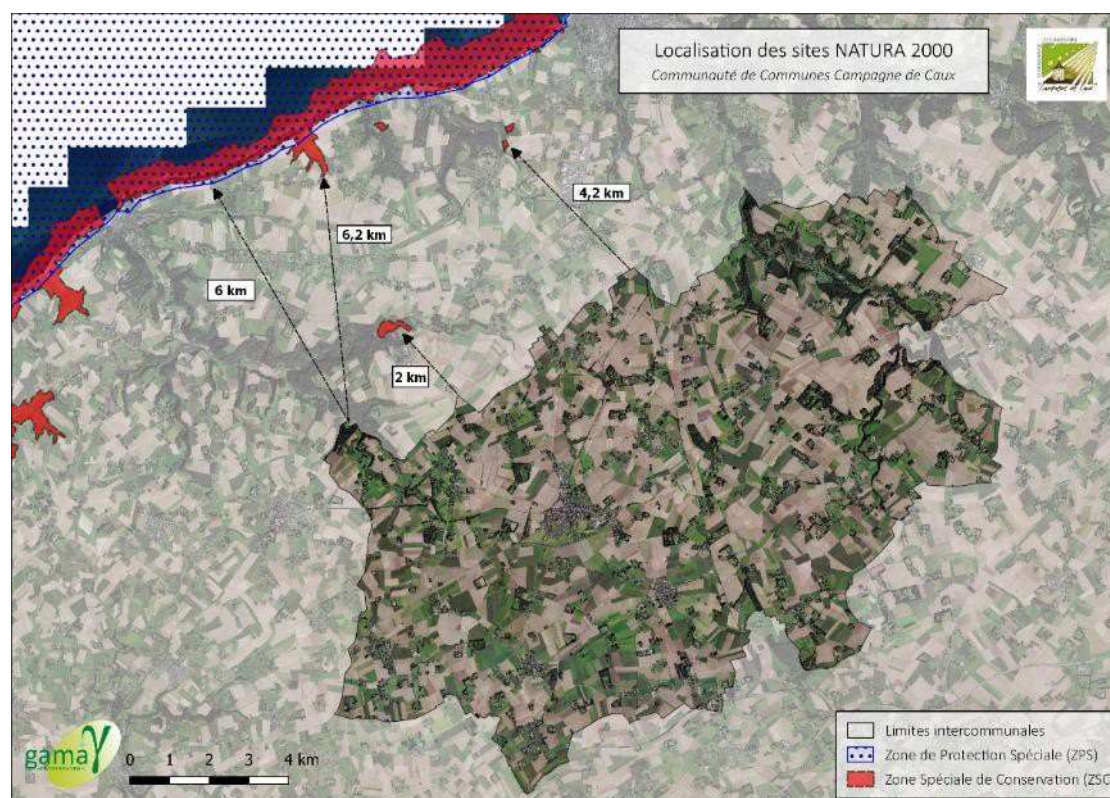 Localisation des sites NATURA 2000
Communauté de Communes Campagne de Caux
4,2 km
6,2 km
6 km
2 km
gama
0 1 2 3 4 km
Limites intercommunales
Zone de Protection Spéciale (ZPS)
Zone Spéciale de Conservation (ZSC